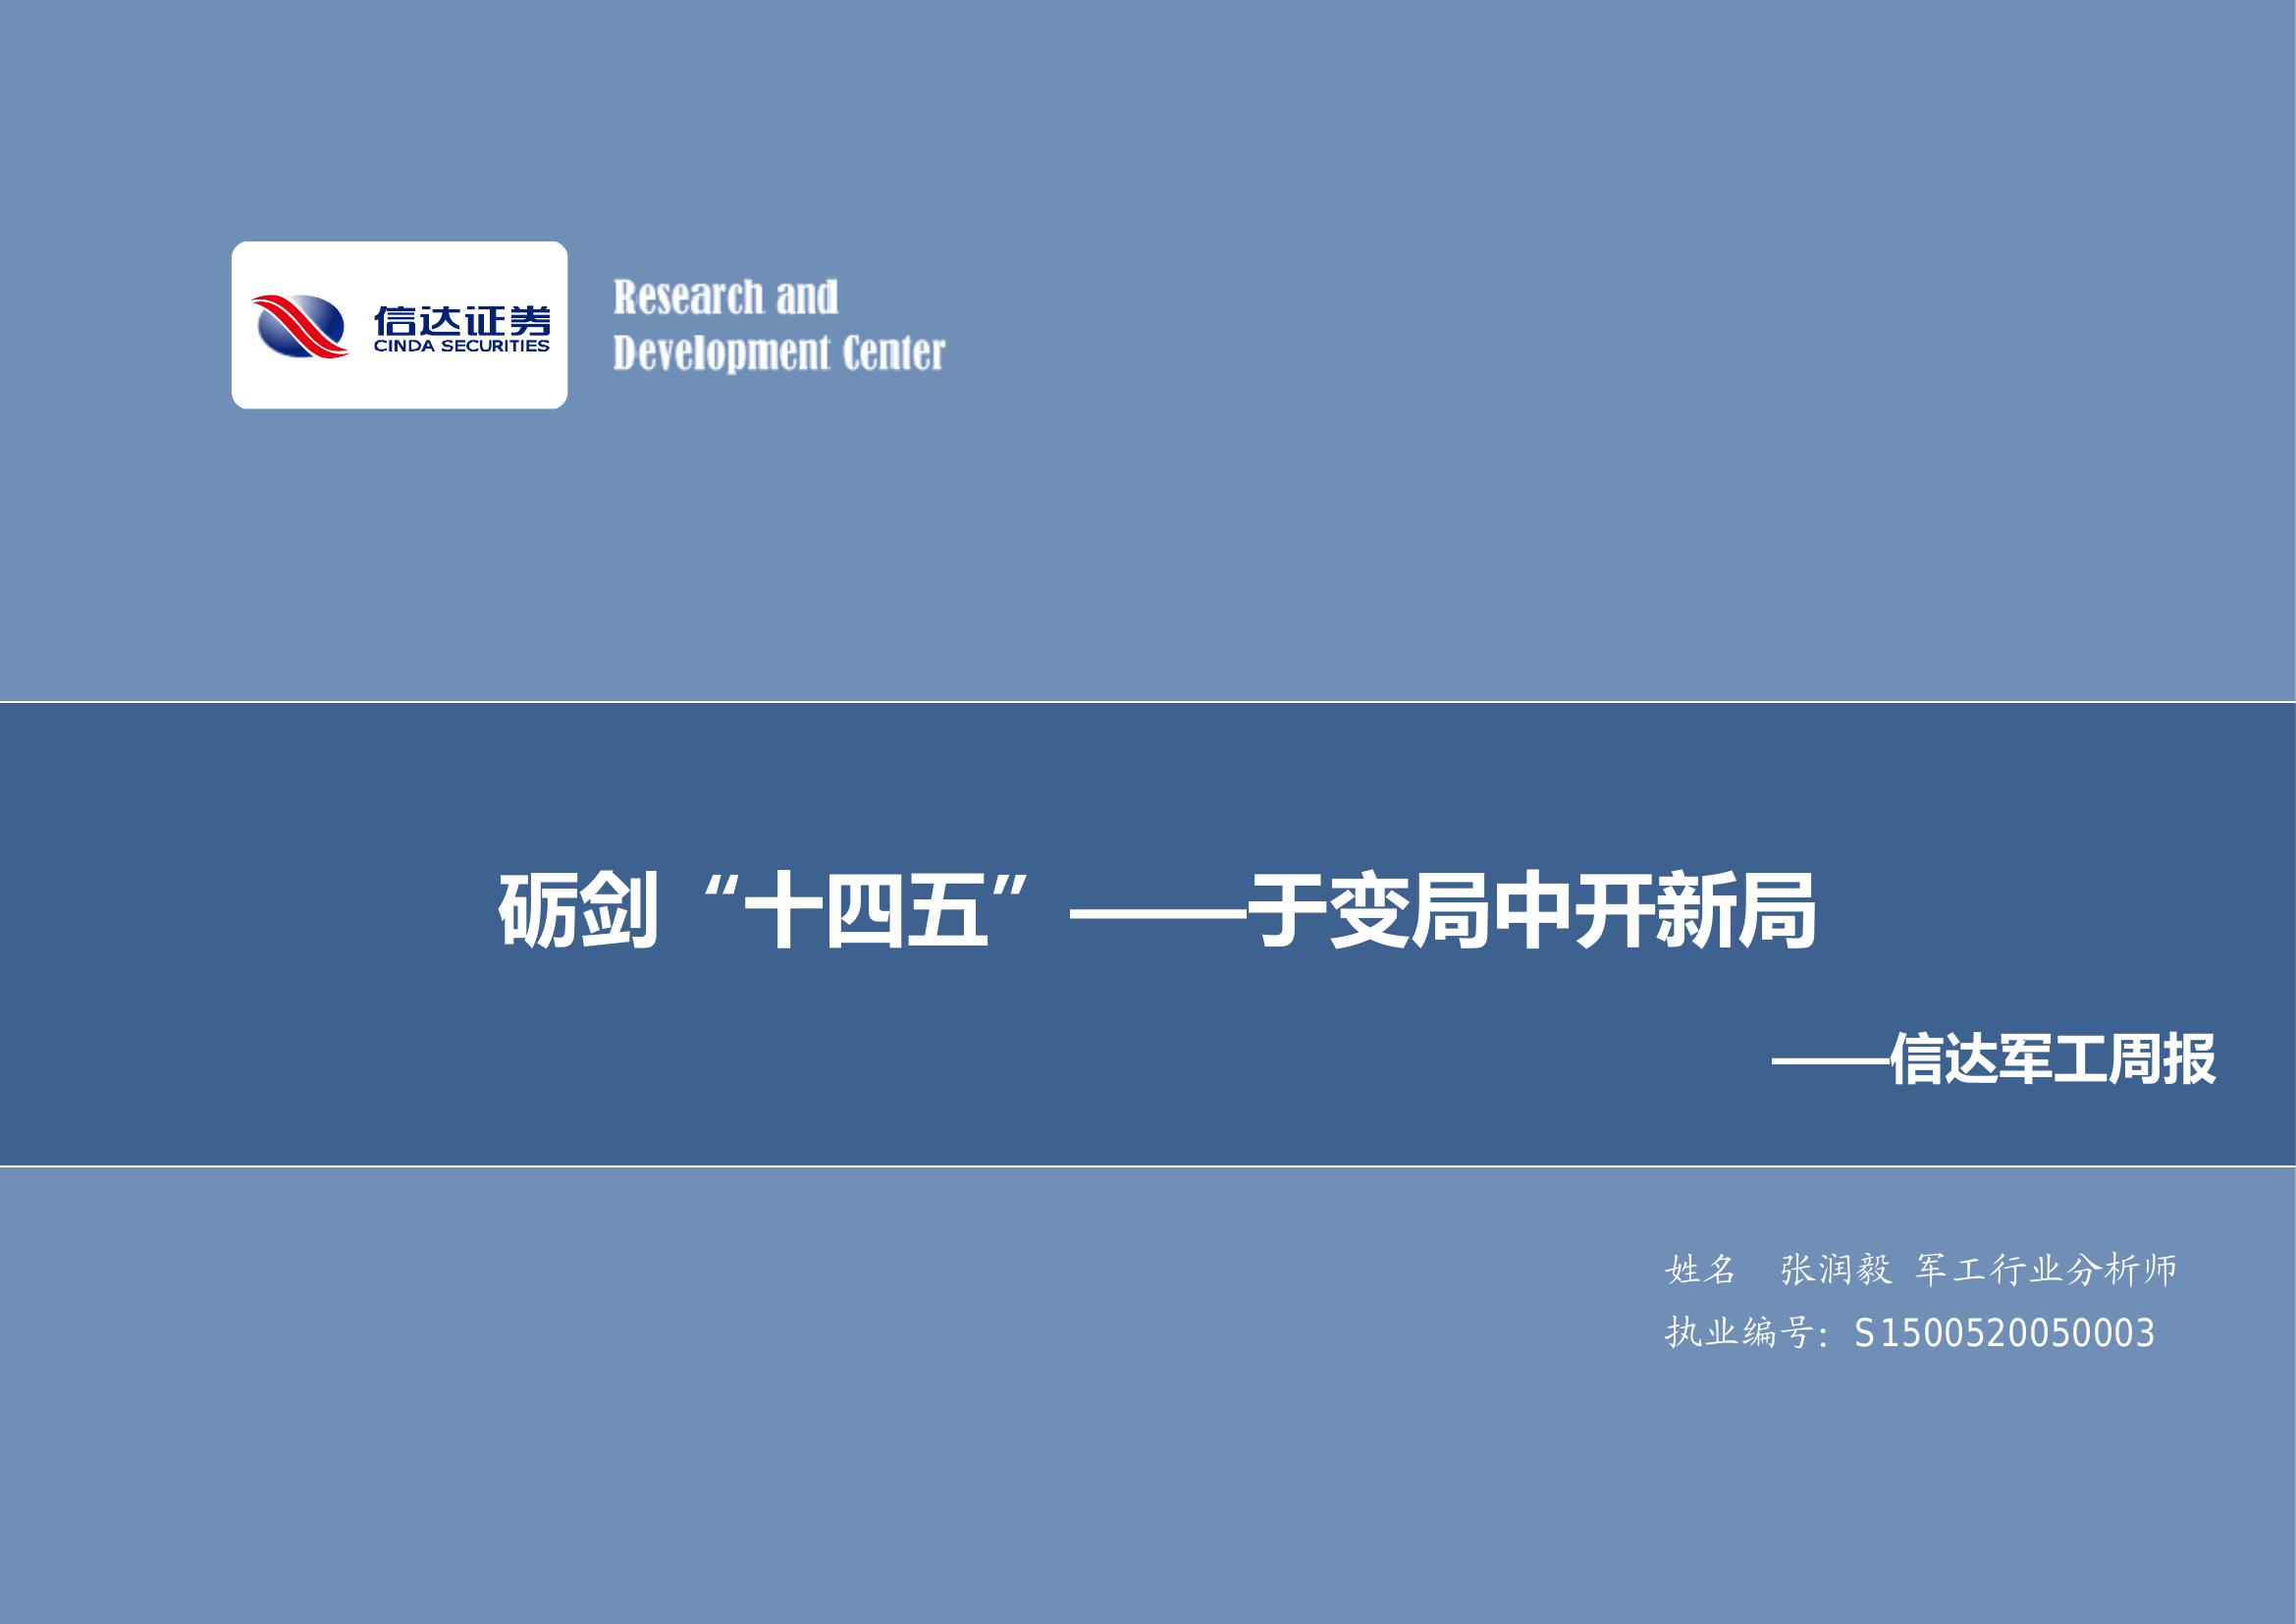 信达证券
CINDA SECURITIES
Research and
Development Center
砺剑“十四五”——于变局中开新局
——信达军工周报
姓名 张润毅 军工行业分析师
执业编号：S1500520050003